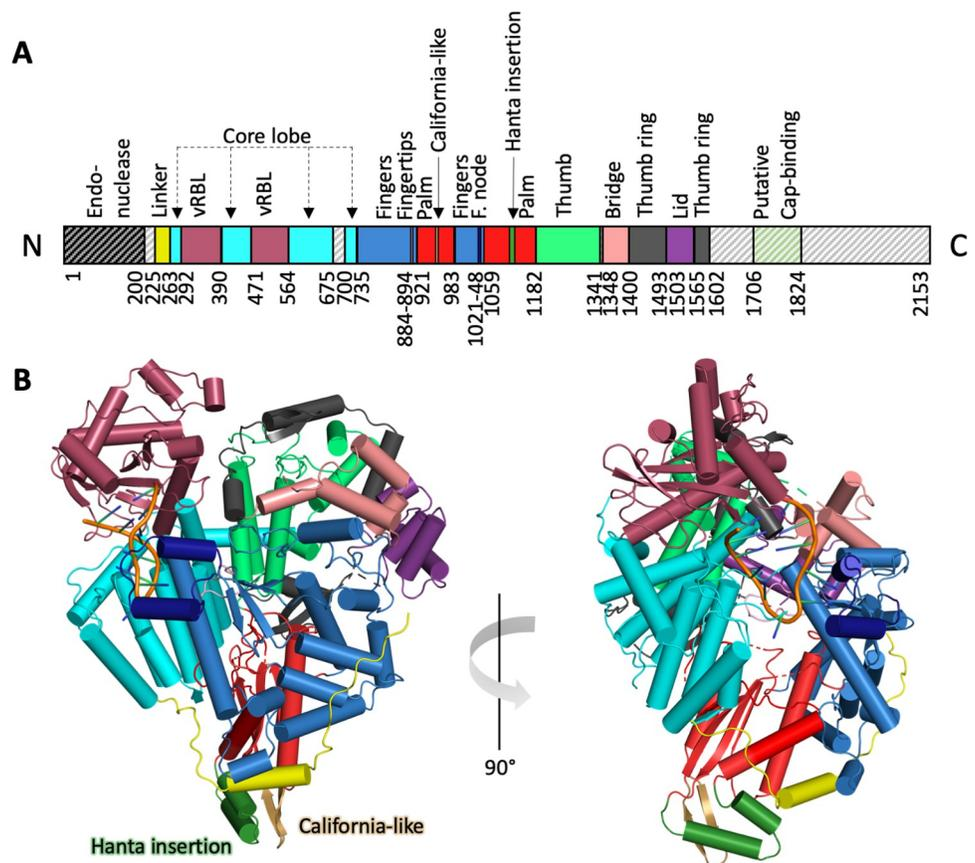 A
Endo-
nuclease
Linker
Core lobe
vRBL
vRBL
Fingers
Fingertips
Palm
California-like
Fingers
F. node
Hanta insertion
Palm
Thumb
Bridge
Thumb ring
Lid
Thumb ring
Putative
Cap-binding
N
C
1
200
225
263
292
390
471
564
675
700
735
884-894
921
983
1021-48
1059
1182
1341
1348
1400
1493
1503
1565
1602
1706
1824
2153
B
90°
Hanta insertion
California-like